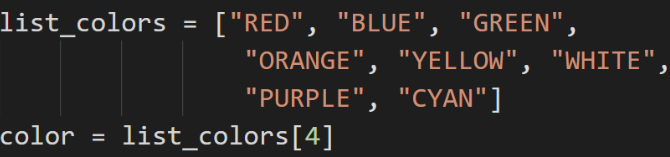 list_colors = ["RED", "BLUE", "GREEN",
"ORANGE", "YELLOW", "WHITE",
"PURPLE", "CYAN"]
color = list_colors[4]